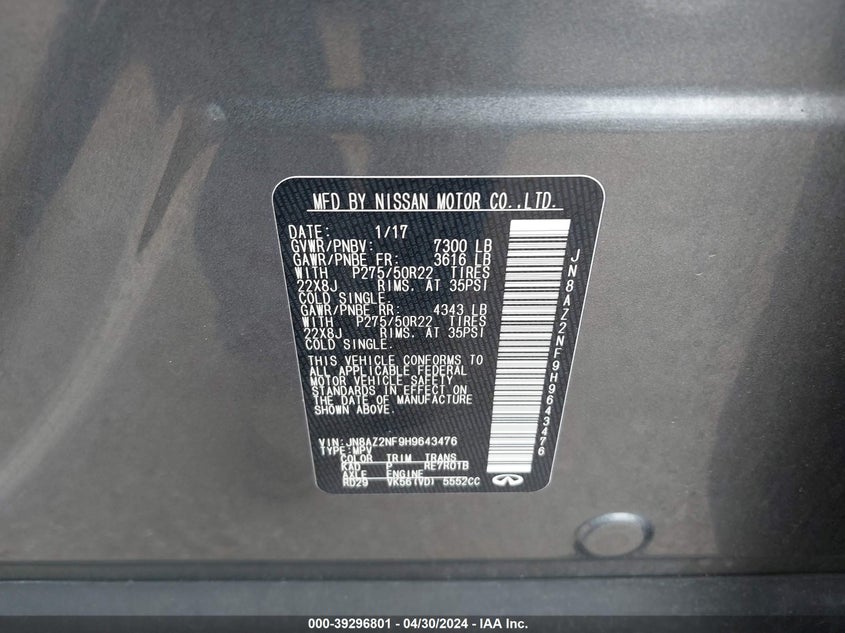 MFD BY NISSAN MOTOR CO.,LTD.
DATE: 1/17
GVWR/PNBV: 7300 LB
GAWR/PNBE FR: 3616 LB
WITH P275/50R22 TIRES
22X8J RIMS. AT 35PSI
COLD SINGLE.
GAWR/PNBE RR: 4343 LB
WITH P275/50R22 TIRES
22X8J RIMS. AT 35PSI
COLD SINGLE.
THIS VEHICLE CONFORMS TO
ALL APPLICABLE FEDERAL
MOTOR VEHICLE SAFETY
STANDARDS IN EFFECT ON
THE DATE OF MANUFACTURE
SHOWN ABOVE.
VIN:JN8AZ2NF9H9643476
TYPE:MPV
COLOR TRIM TRANS
KAD P RE7R01B
AXLE ENGINE
R029 VK56(VD) 5552CC
JN8AZ2NF9H9643476
000-39296801 - 04/30/2024 - IAA Inc.